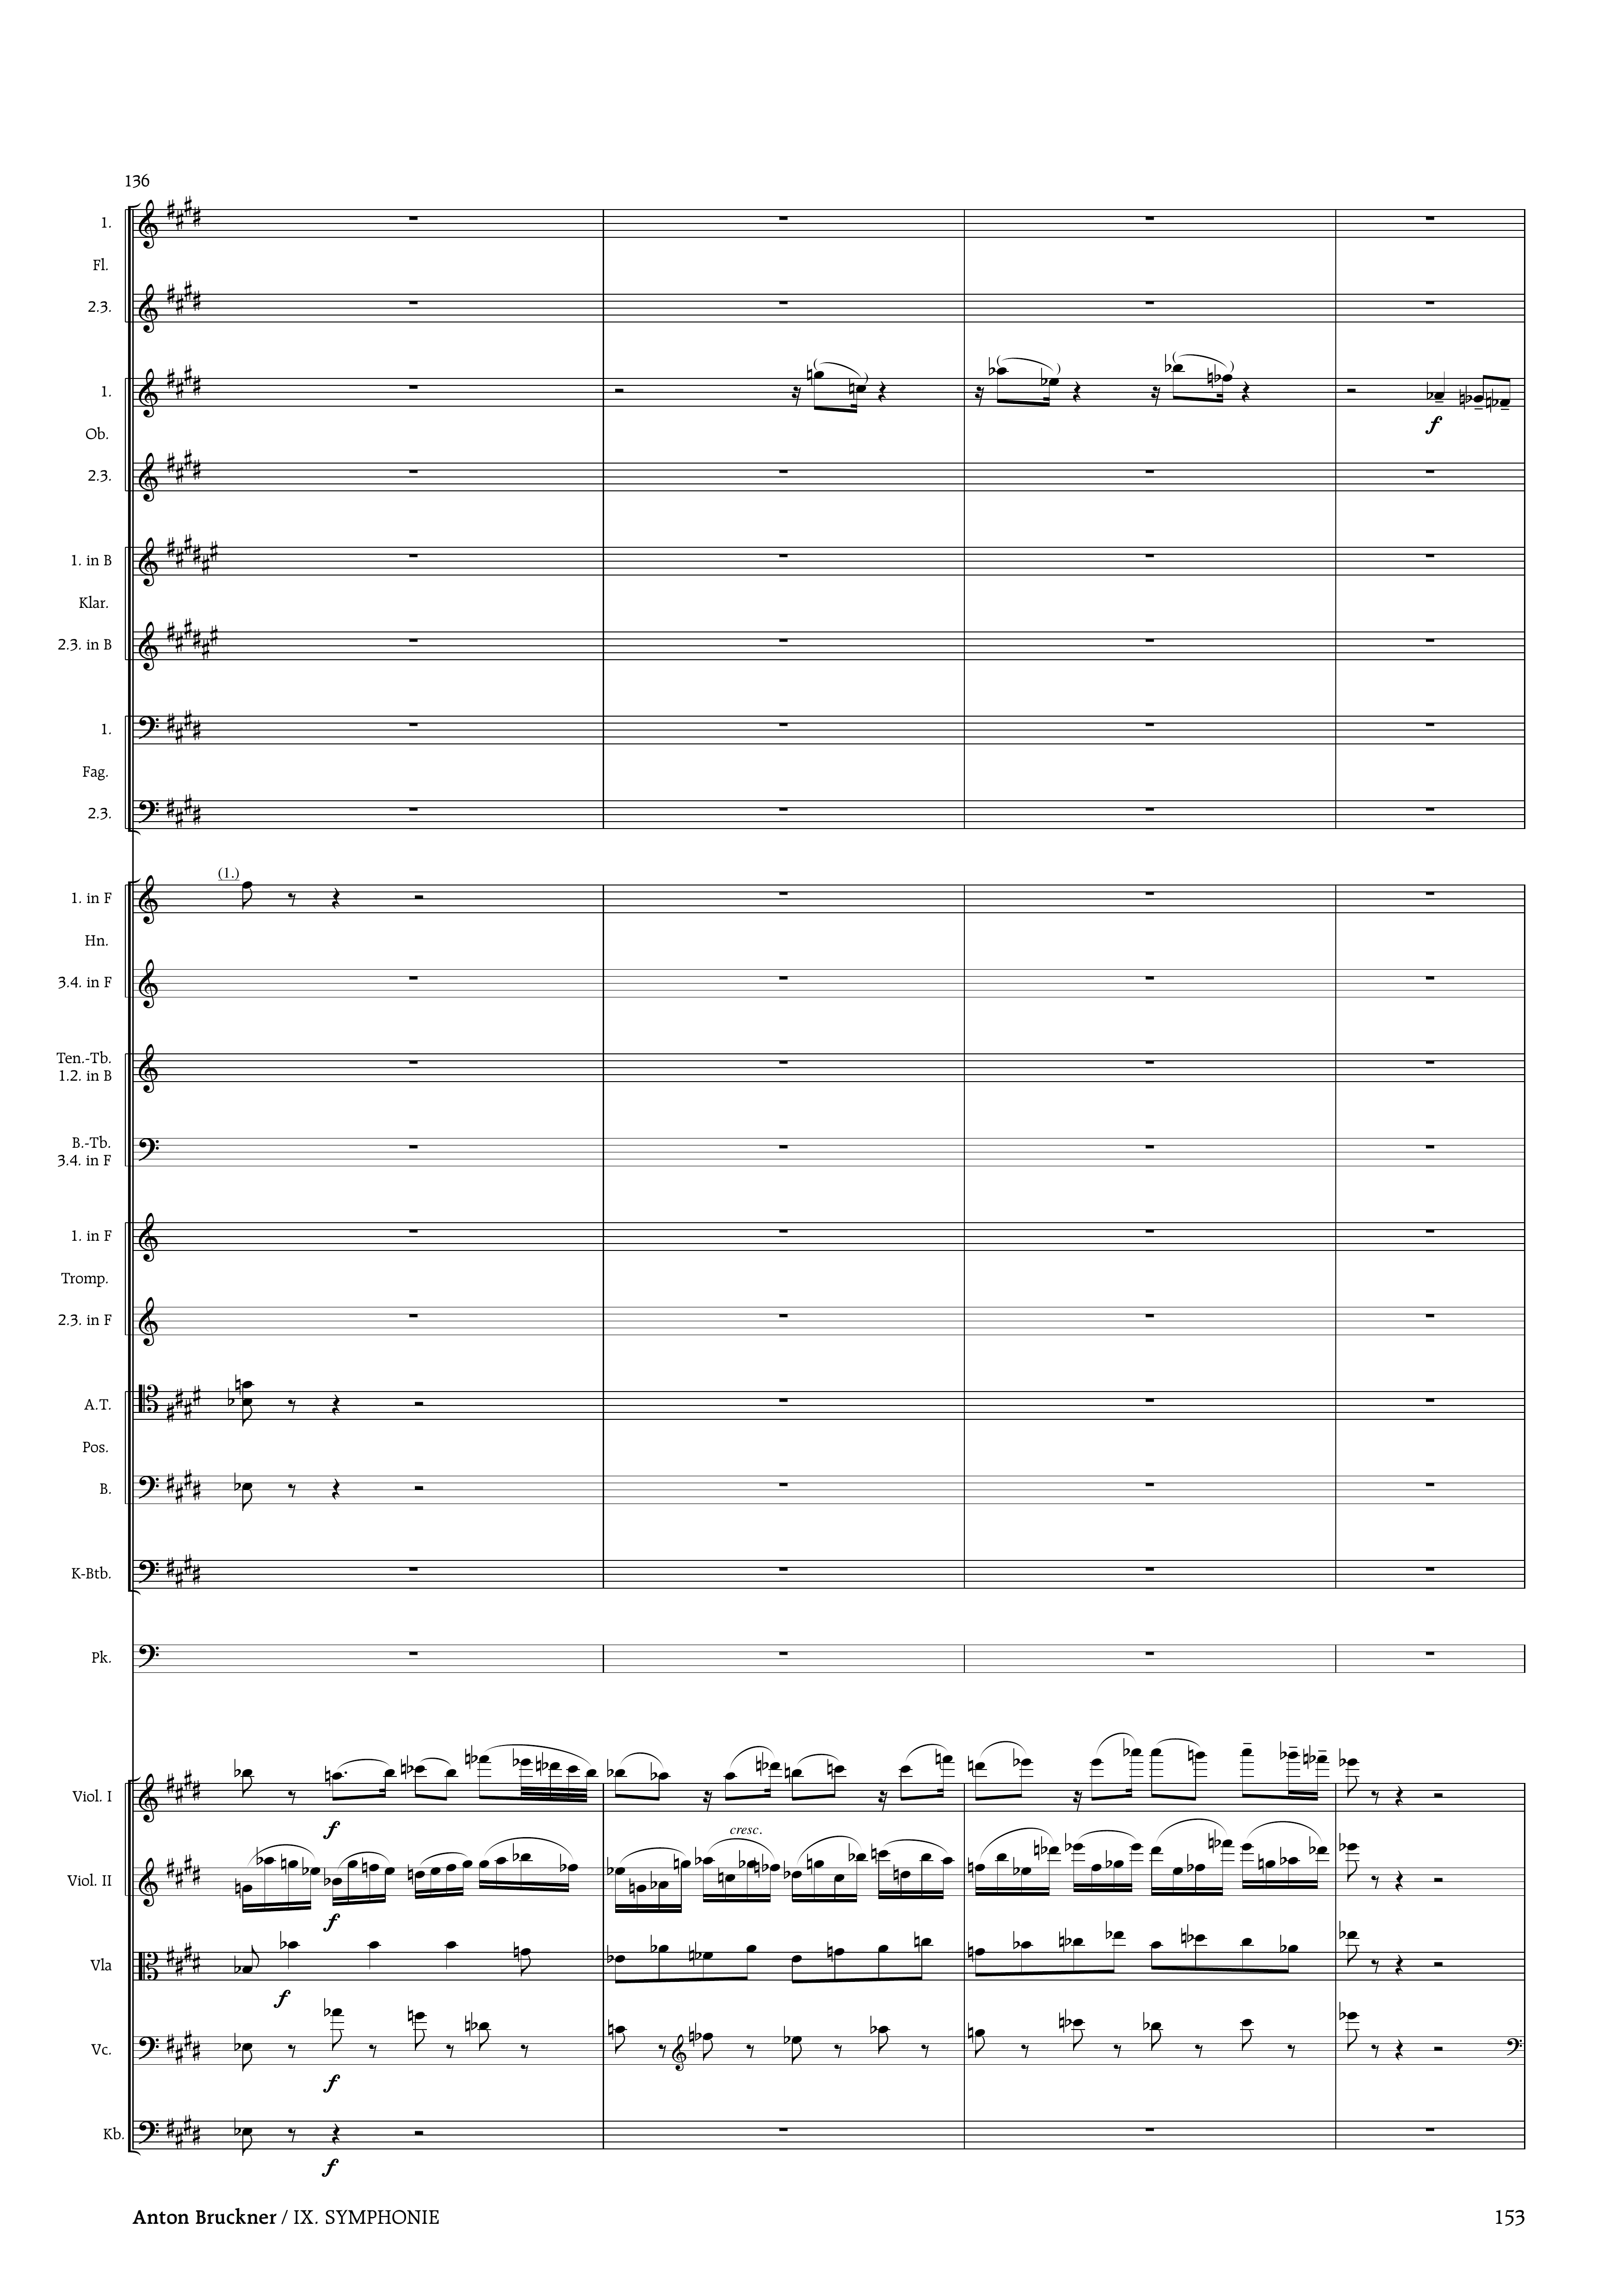 136
1.
Fl.
2.3.
1.
Ob.
f
2.3.
1. in B
Klar.
2.3. in B
1.
Fag.
2.3.
(1.)
1. in F
Hn.
3.4. in F
Ten.-Tb.
1.2. in B
B.-Tb.
3.4. in F
1. in F
Tromp.
2.3. in F
A.T.
Pos.
B.
K-Btb.
Pk.
Viol. I
f
cresc.
Viol. II
f
Vla
f
Vc.
f
Kb.
f
Anton Bruckner / IX. SYMPHONIE 153